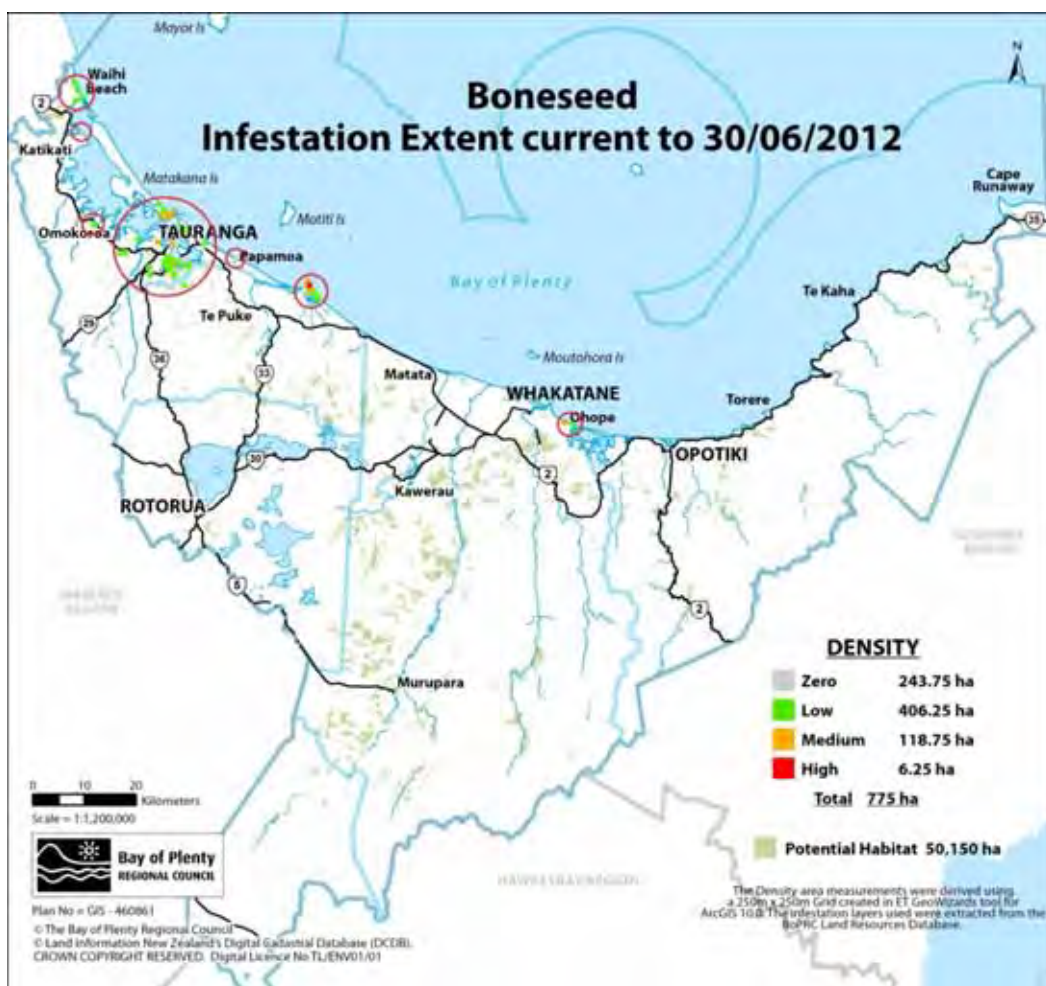 Mayor Is
Waihi
Beach
N
2
Boneseed
Infestation Extent current to 30/06/2012
Katikati
Matakana Is
Cape
Runaway
35
Motiti Is
Omokoroa
TAURANGA
Papamoa
Bay of Plenty
Te Kaha
Te Puke
29
36
33
Moutohora Is
Matata
WHAKATANE
Ohope
Torere
OPOTIKI
30
2
Kawerau
ROTORUA
5
2
Murupara
DENSITY
Zero 243.75 ha
Low 406.25 ha
Medium 118.75 ha
High 6.25 ha
Total 775 ha
Potential Habitat 50,150 ha
0 10 20
Kilometers
Scale = 1:1,200,000
Bay of Plenty
REGIONAL COUNCIL
HAWKES BAY REGION
Plan No = GIS - 460861
© The Bay of Plenty Regional Council
© Land Information New Zealand's Digital Cadastral Database (DCDB).
CROWN COPYRIGHT RESERVED. Digital Licence No TL/ENV01/01
The Density area measurements were derived using
a 250m x 250m Grid created in ET GeoWizards tool for
ArcGIS 10.0. The infestation layers used were extracted from the
BoPRC Land Resources Database.